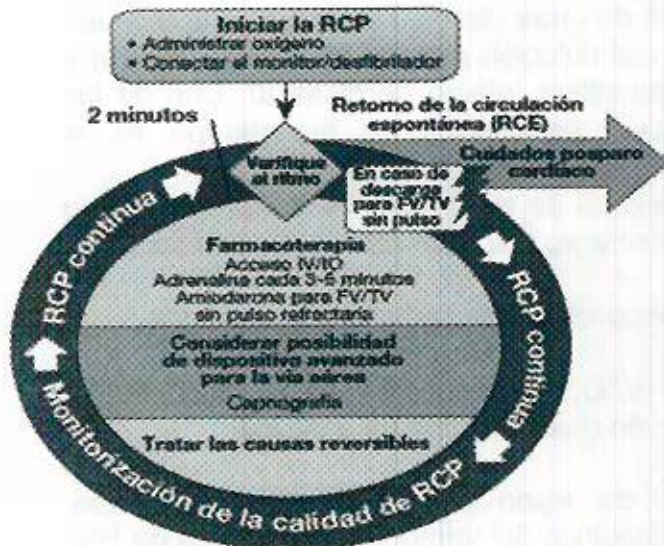 Iniciar la RCP
• Administrar oxígeno
• Conectar el monitor/desfibrilador
2 minutos
Retorno de la circulación
espontánea (RCE)
Verifique
el ritmo
Cuidados posparo
cardíaco
En caso de
descarga
para FV/TV
sin pulso
RCP continua
RCP continua
Farmacoterapia
Acceso IV/IO
Adrenalina cada 3-5 minutos
Amiodarona para FV/TV
sin pulso refractaria
Considerar posibilidad
de dispositivo avanzado
para la vía aérea
Capnografía
Tratar las causas reversibles
Monitorización de la calidad de RCP